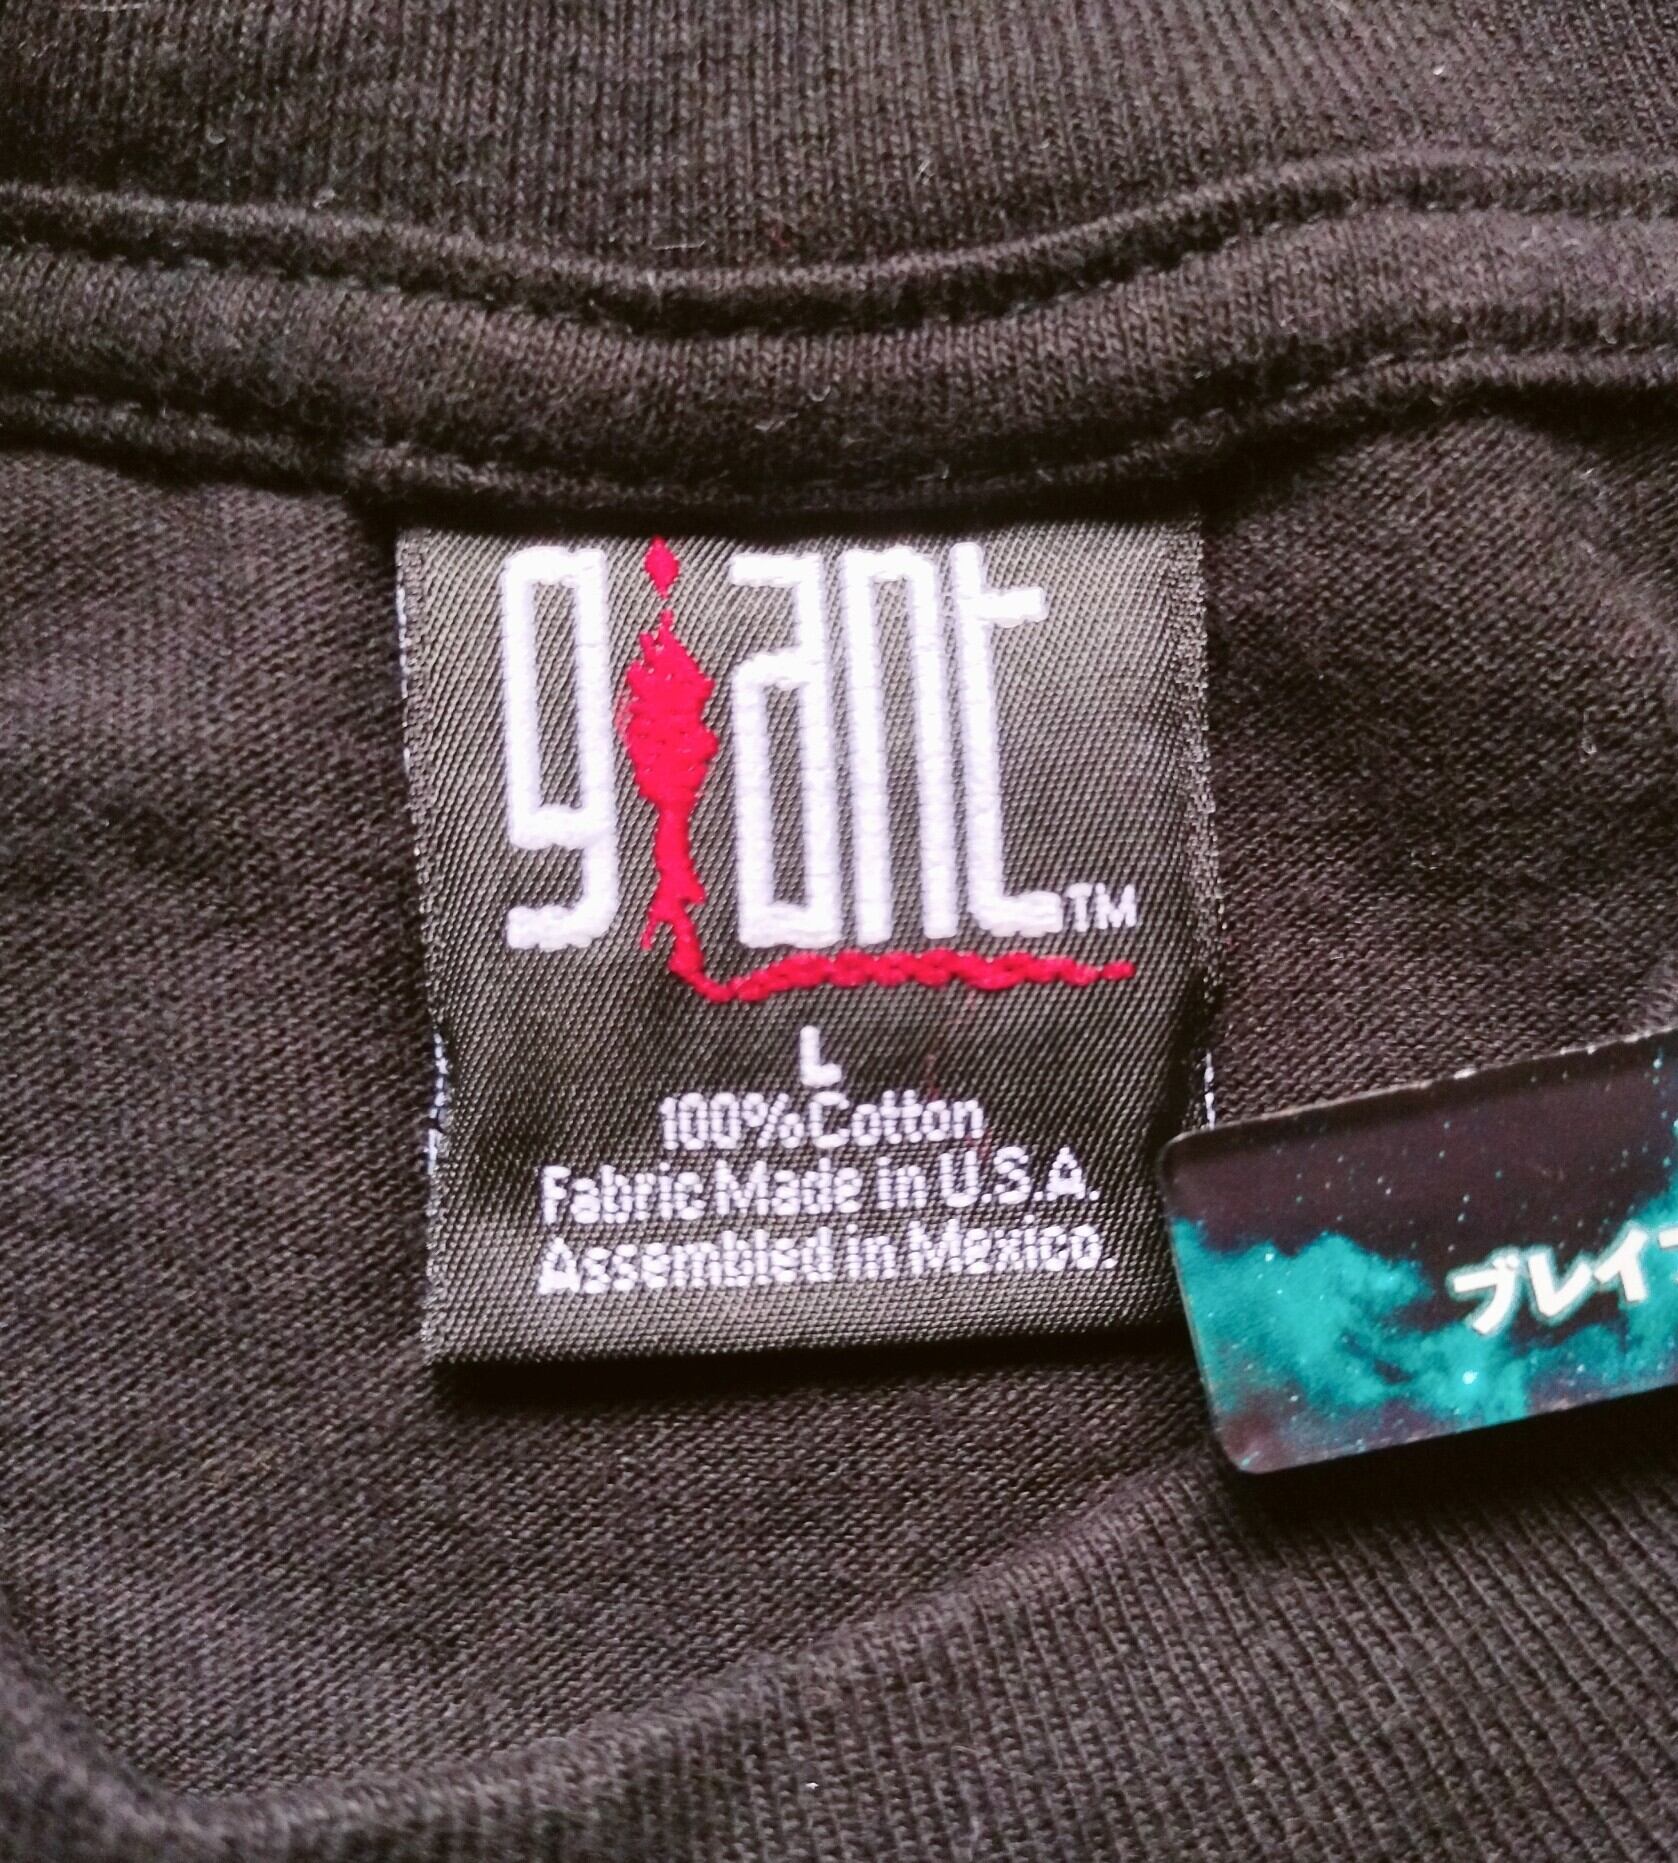 giant™
L
100% Cotton
Fabric Made in U.S.A.
Assembled in Mexico.
ブレイ